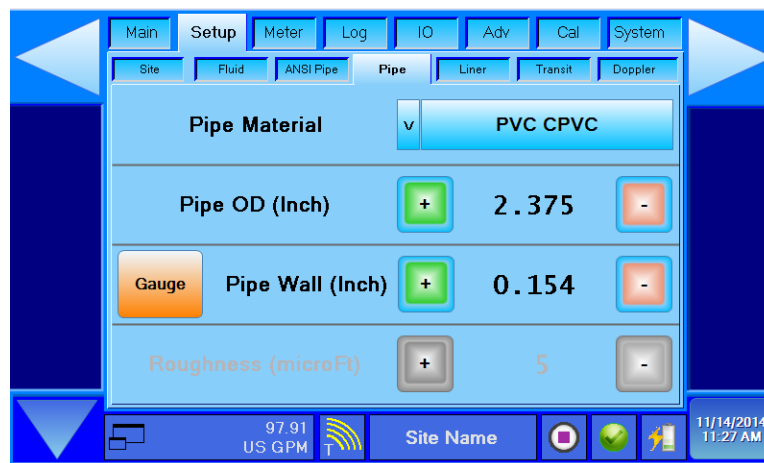 Main Setup Meter Log IO Adv Cal System
Site Fluid ANSI Pipe Pipe Liner Transit Doppler
Pipe Material v PVC CPVC
Pipe OD (Inch) + 2.375 -
Gauge Pipe Wall (Inch) + 0.154 -
Roughness (microFt) + 5 -
97.91
US GPM T Site Name
11/14/2014
11:27 AM